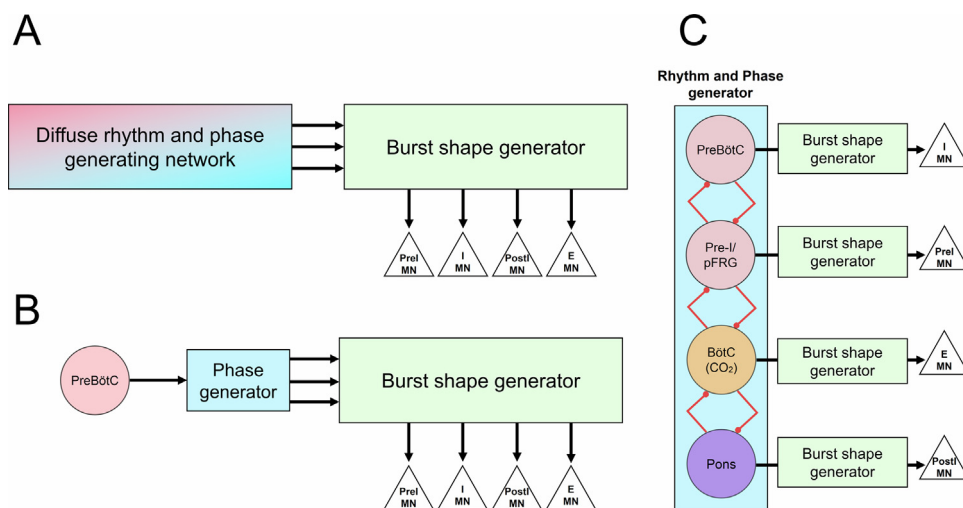 A
Diffuse rhythm and phase
generating network
Burst shape generator
PreI
MN
I
MN
PostI
MN
E
MN
B
PreBötC
Phase
generator
Burst shape generator
PreI
MN
I
MN
PostI
MN
E
MN
C
Rhythm and Phase
generator
PreBötC
Burst shape
generator
I
MN
Pre-I/
pFRG
Burst shape
generator
PreI
MN
BötC
(CO₂)
Burst shape
generator
E
MN
Pons
Burst shape
generator
PostI
MN